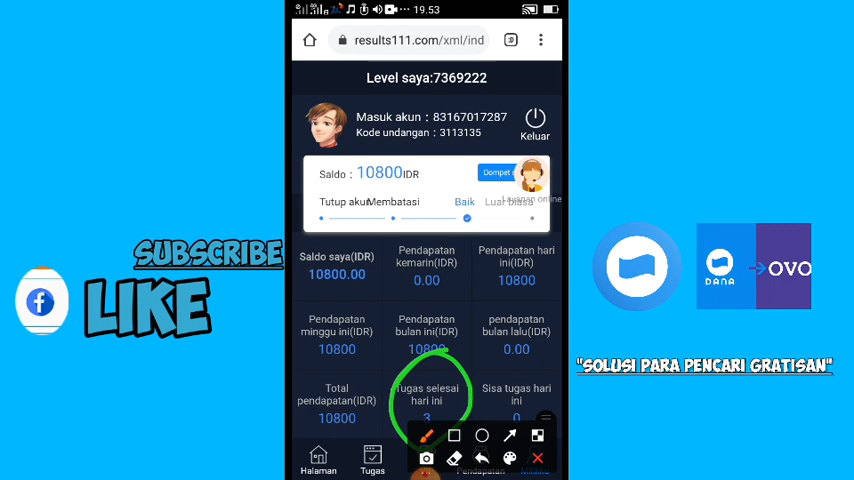 19.53
results111.com/xml/ind
Level saya:7369222
Masuk akun : 83167017287
Kode undangan : 3113135
Keluar
Saldo : 10800IDR
Dompet
Layanan online
Tutup akun
Membatasi
Baik
Luar biasa
Saldo saya(IDR)
10800.00
Pendapatan kemarin(IDR)
0.00
Pendapatan hari ini(IDR)
10800
Pendapatan minggu ini(IDR)
10800
Pendapatan bulan ini(IDR)
10800
pendapatan bulan lalu(IDR)
0.00
Total pendapatan(IDR)
10800
Tugas selesai hari ini
3
Sisa tugas hari ini
0
Halaman
Tugas
Pendapatan
Milikku
SUBSCRIBE
LIKE
DANA
OVO
"SOLUSI PARA PENCARI GRATISAN"